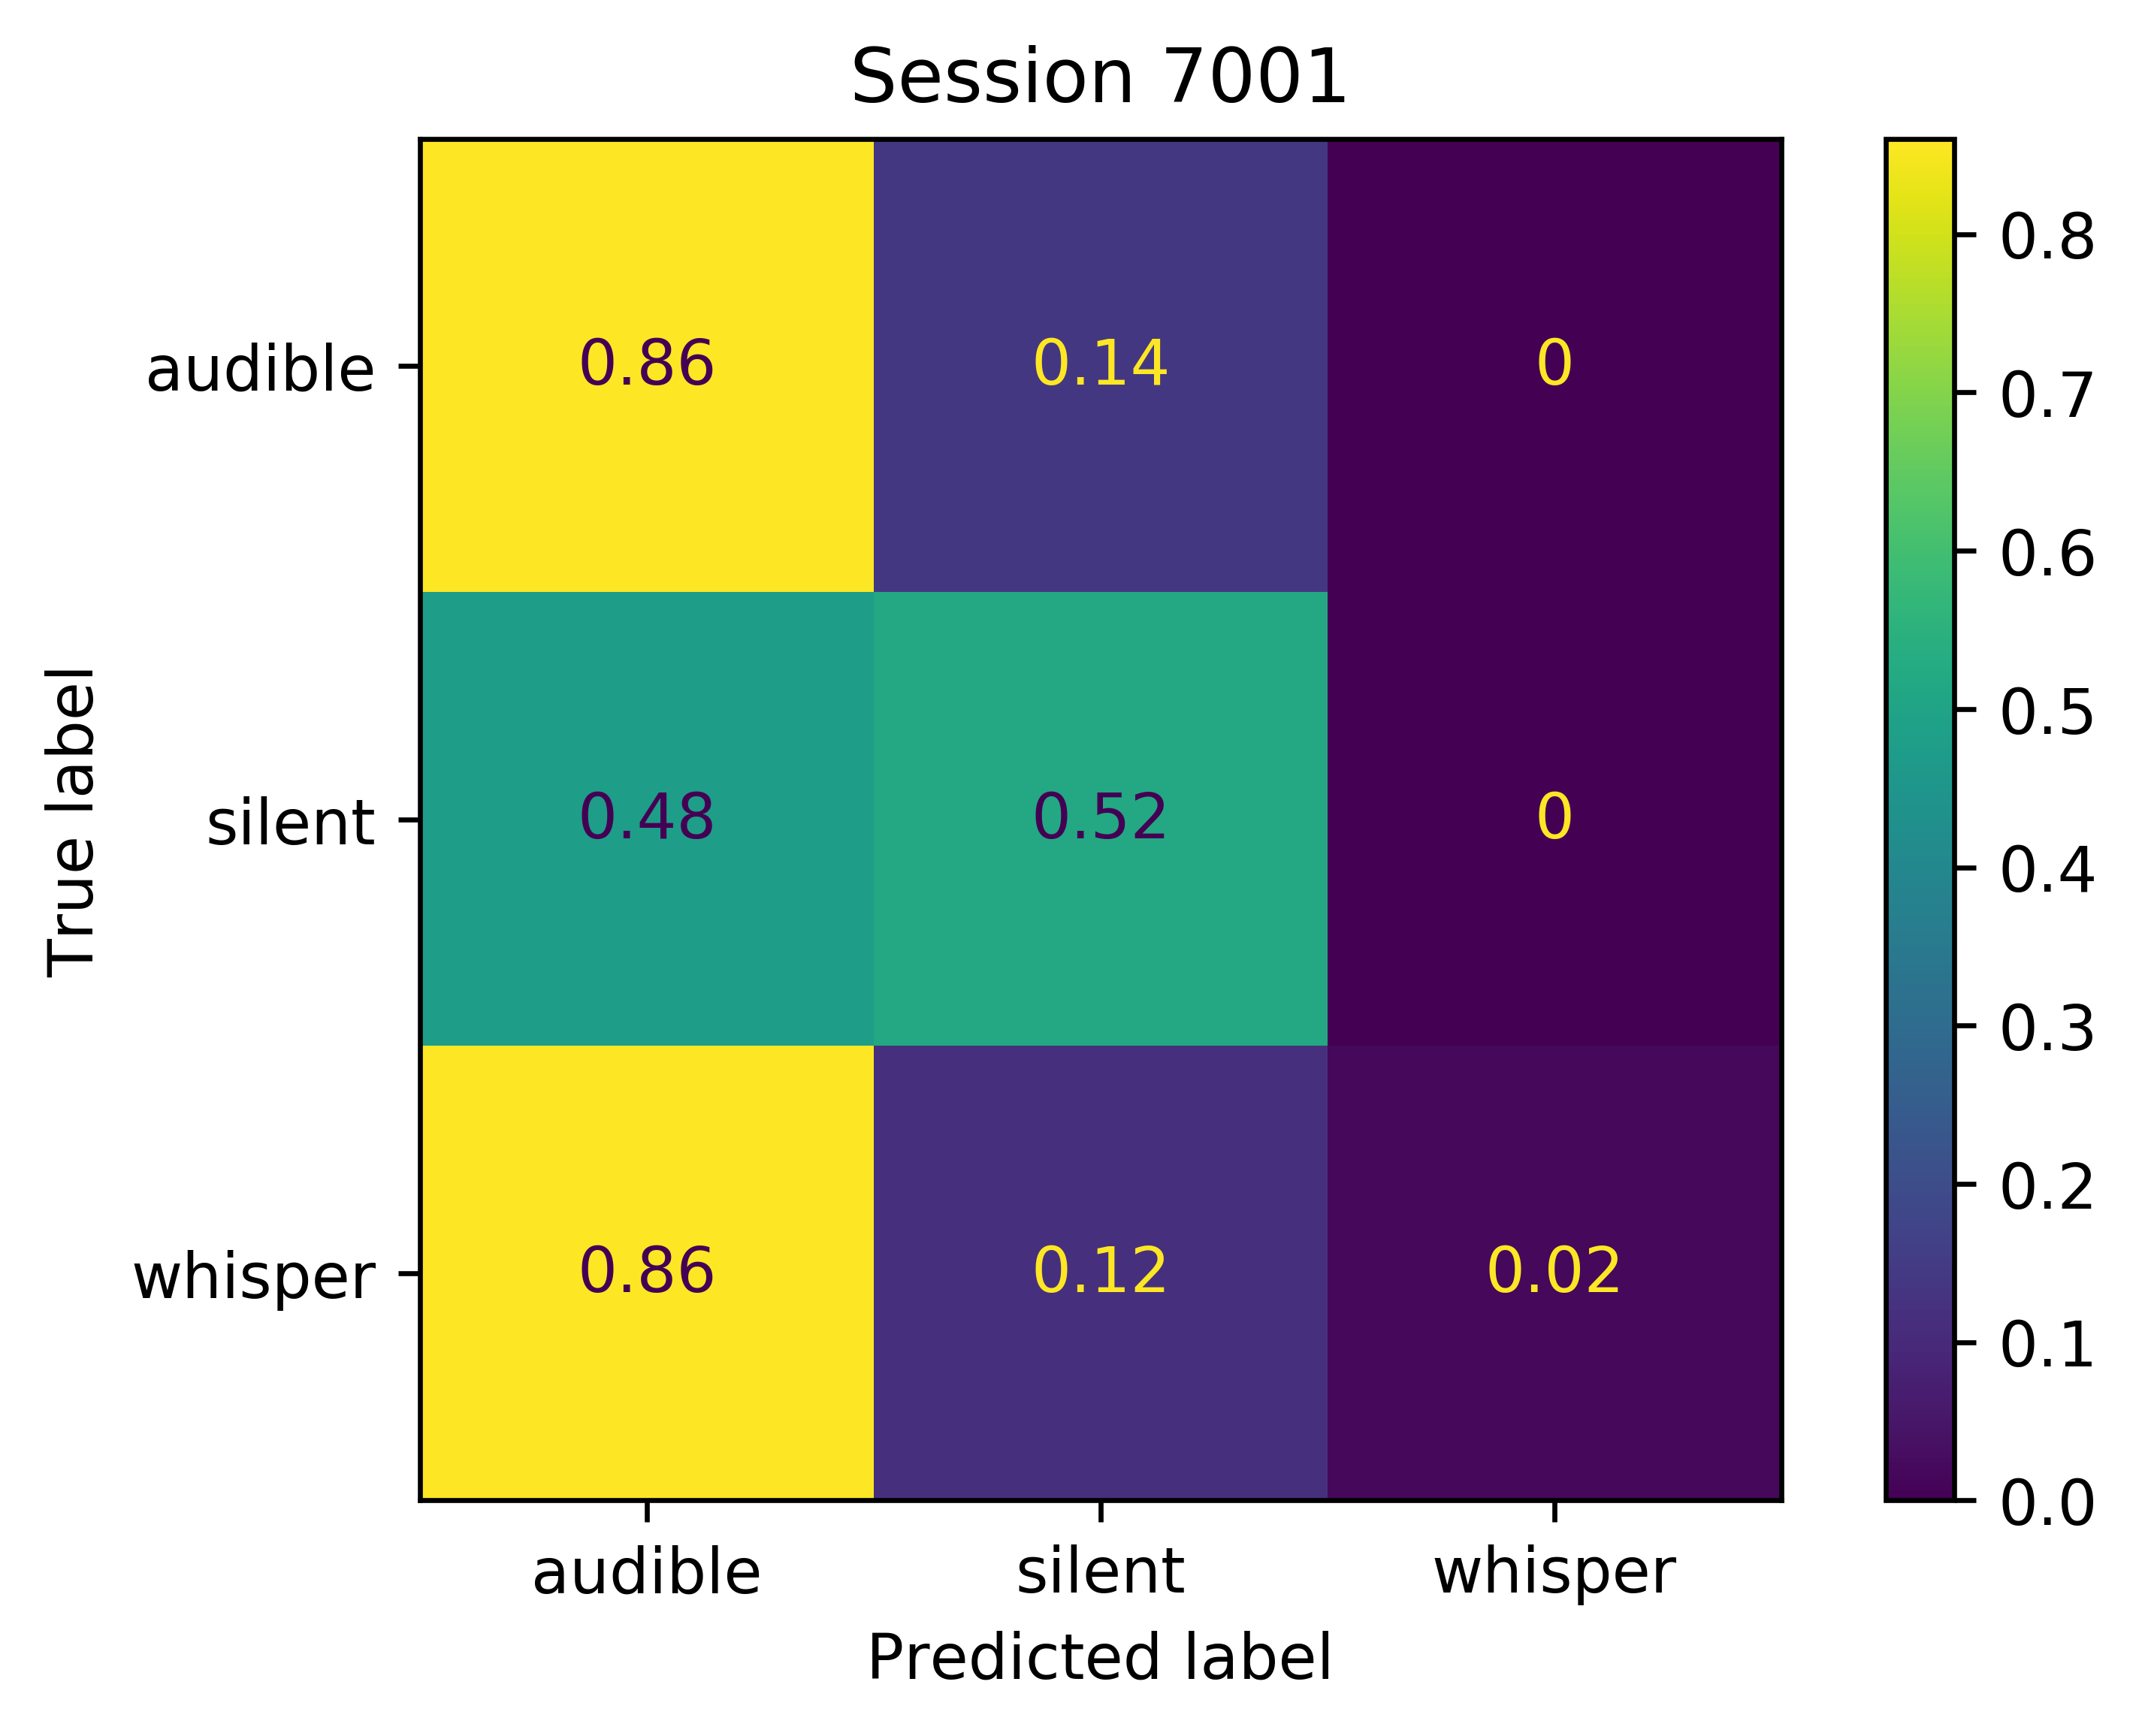 Session 7001
True label
audible
0.86
0.14
0
silent
0.48
0.52
0
whisper
0.86
0.12
0.02
audible
silent
whisper
Predicted label
0.8
0.7
0.6
0.5
0.4
0.3
0.2
0.1
0.0